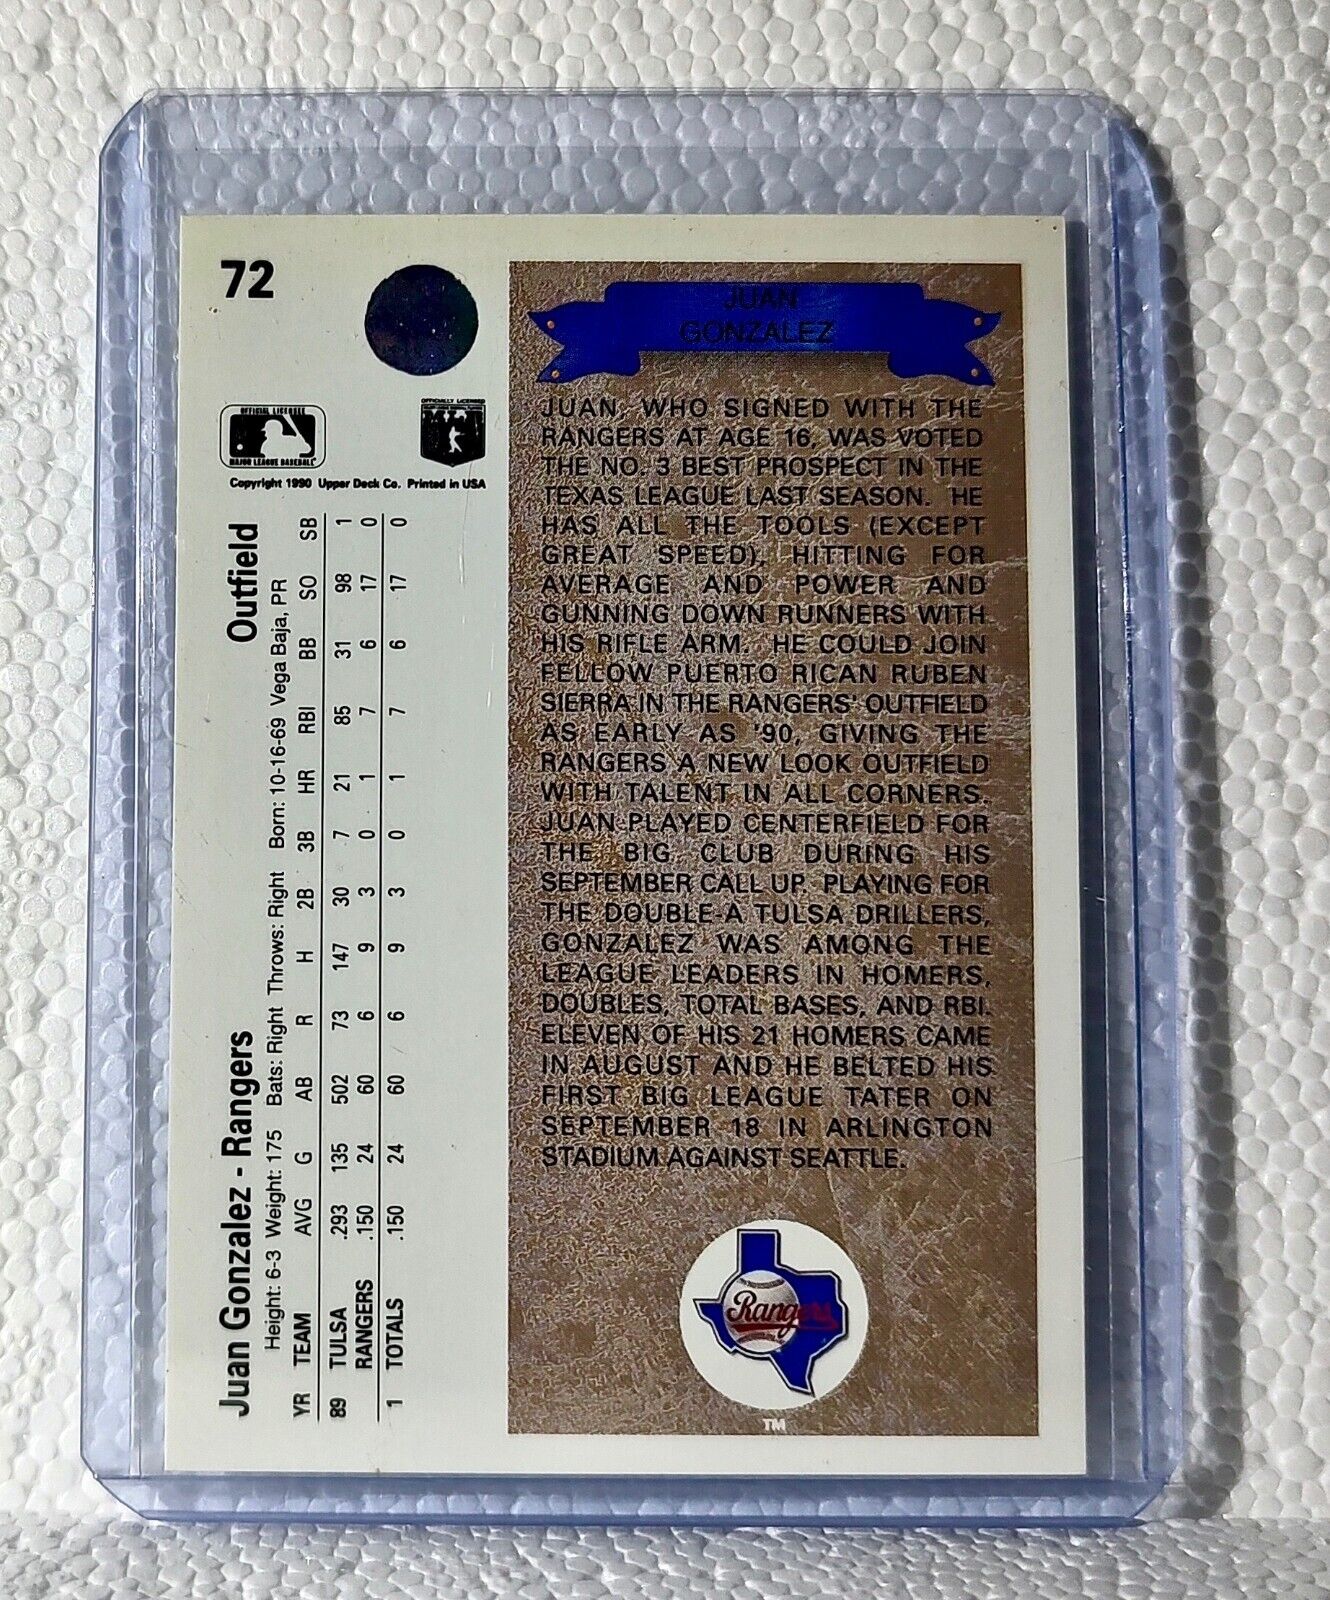 72
OFFICIAL LICENSEE
MAJOR LEAGUE BASEBALL
OFFICIALLY LICENSED
Copyright 1990 Upper Deck Co. Printed in USA
Juan Gonzalez - Rangers Outfield
Height: 6-3 Weight: 175 Bats: Right Throws: Right Born: 10-16-69 Vega Baja, PR
YR TEAM AVG G AB R H 2B 3B HR RBI BB SO SB
89 TULSA .293 135 502 73 147 30 7 21 85 31 98 1
RANGERS .150 24 60 6 9 3 0 1 7 6 17 0
1 TOTALS .150 24 60 6 9 3 0 1 7 6 17 0
JUAN
GONZALEZ
JUAN, WHO SIGNED WITH THE
RANGERS AT AGE 16, WAS VOTED
THE NO. 3 BEST PROSPECT IN THE
TEXAS LEAGUE LAST SEASON. HE
HAS ALL THE TOOLS (EXCEPT
GREAT SPEED), HITTING FOR
AVERAGE AND POWER AND
GUNNING DOWN RUNNERS WITH
HIS RIFLE ARM. HE COULD JOIN
FELLOW PUERTO RICAN RUBEN
SIERRA IN THE RANGERS' OUTFIELD
AS EARLY AS '90, GIVING THE
RANGERS A NEW LOOK OUTFIELD
WITH TALENT IN ALL CORNERS.
JUAN PLAYED CENTERFIELD FOR
THE BIG CLUB DURING HIS
SEPTEMBER CALL UP. PLAYING FOR
THE DOUBLE-A TULSA DRILLERS,
GONZALEZ WAS AMONG THE
LEAGUE LEADERS IN HOMERS,
DOUBLES, TOTAL BASES, AND RBI.
ELEVEN OF HIS 21 HOMERS CAME
IN AUGUST AND HE BELTED HIS
FIRST BIG LEAGUE TATER ON
SEPTEMBER 18 IN ARLINGTON
STADIUM AGAINST SEATTLE.
Rangers
TM